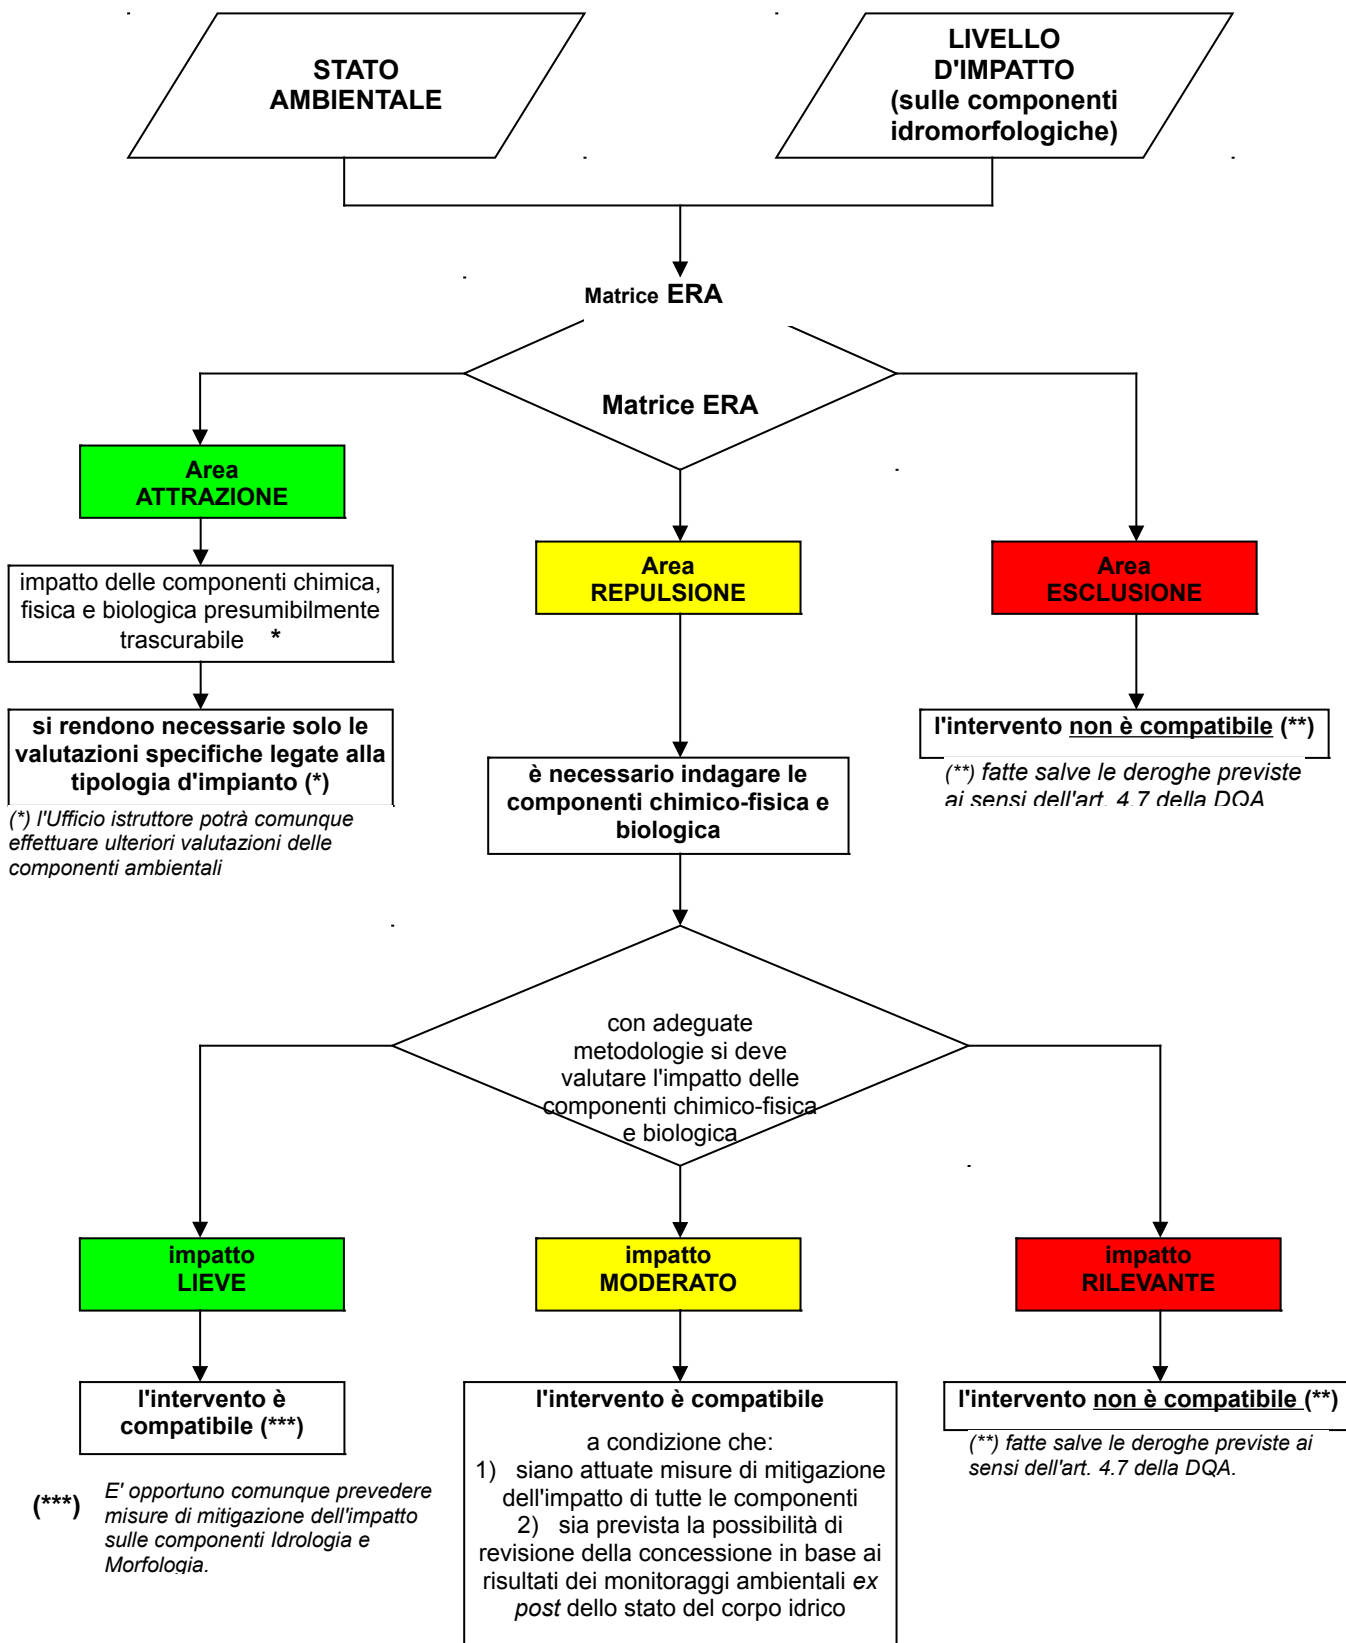 STATO
AMBIENTALE
LIVELLO
D'IMPATTO
(sulle componenti
idromorfologiche)
Matrice ERA
Matrice ERA
Area
ATTRAZIONE
Area
REPULSIONE
Area
ESCLUSIONE
impatto delle componenti chimica,
fisica e biologica presumibilmente
trascurabile *
si rendono necessarie solo le
valutazioni specifiche legate alla
tipologia d'impianto (*)
(*) l'Ufficio istruttore potrà comunque
effettuare ulteriori valutazioni delle
componenti ambientali
è necessario indagare le
componenti chimico-fisica e
biologica
l'intervento non è compatibile (**)
(**) fatte salve le deroghe previste
ai sensi dell'art. 4.7 della DQA
con adeguate
metodologie si deve
valutare l'impatto delle
componenti chimico-fisica
e biologica
impatto
LIEVE
impatto
MODERATO
impatto
RILEVANTE
l'intervento è
compatibile (***)
(***) E' opportuno comunque prevedere
misure di mitigazione dell'impatto
sulle componenti Idrologia e
Morfologia.
l'intervento è compatibile
a condizione che:
1) siano attuate misure di mitigazione
dell'impatto di tutte le componenti
2) sia prevista la possibilità di
revisione della concessione in base ai
risultati dei monitoraggi ambientali ex
post dello stato del corpo idrico
l'intervento non è compatibile (**)
(**) fatte salve le deroghe previste ai
sensi dell'art. 4.7 della DQA.